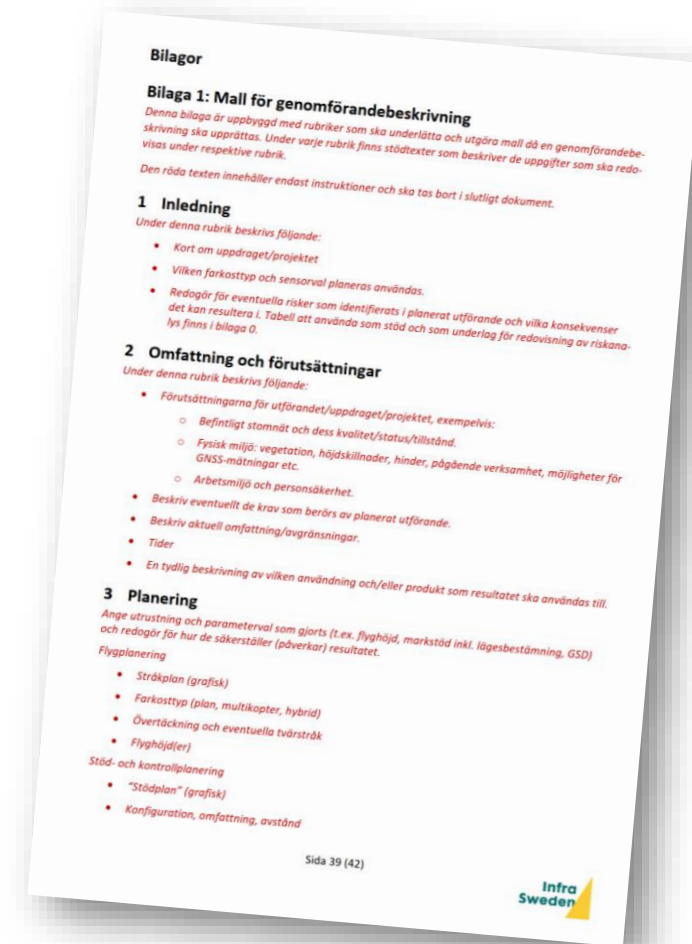 Bilagor
Bilaga 1: Mall för genomförandebeskrivning
Denna bilaga är uppbyggd med rubriker som ska underlätta och utgöra mall då en genomförandebe-
skrivning ska upprättas. Under varje rubrik finns stödtexter som beskriver de uppgifter som ska redo-
visas under respektive rubrik.
Den röda texten innehåller endast instruktioner och ska tas bort i slutligt dokument.
1 Inledning
Under denna rubrik beskrivs följande:
• Kort om uppdraget/projektet
• Vilken farkosttyp och sensorval planeras användas.
• Redogör för eventuella risker som identifierats i planerat utförande och vilka konsekvenser
det kan resultera i. Tabell att använda som stöd och som underlag för redovisning av riskana-
lys finns i bilaga 0.
2 Omfattning och förutsättningar
Under denna rubrik beskrivs följande:
• Förutsättningarna för utförandet/uppdraget/projektet, exempelvis:
○ Befintligt stomnät och dess kvalitet/status/tillstånd.
○ Fysisk miljö: vegetation, höjdskillnader, hinder, pågående verksamhet, möjligheter för
GNSS-mätningar etc.
○ Arbetsmiljö och personsäkerhet.
• Beskriv eventuellt de krav som berörs av planerat utförande.
• Beskriv aktuell omfattning/avgränsningar.
• Tider
• En tydlig beskrivning av vilken användning och/eller produkt som resultatet ska användas till.
3 Planering
Ange utrustning och parameterval som gjorts (t.ex. flyghöjd, markstöd inkl. lägesbestämning, GSD)
och redogör för hur de säkerställer (påverkar) resultatet.
Flygplanering
• Stråkplan (grafisk)
• Farkosttyp (plan, multikopter, hybrid)
• Övertäckning och eventuella tvärstråk
• Flyghöjd(er)
Stöd- och kontrollplanering
• "Stödplan" (grafisk)
• Konfiguration, omfattning, avstånd
Sida 39 (42)
Infra
Sweden